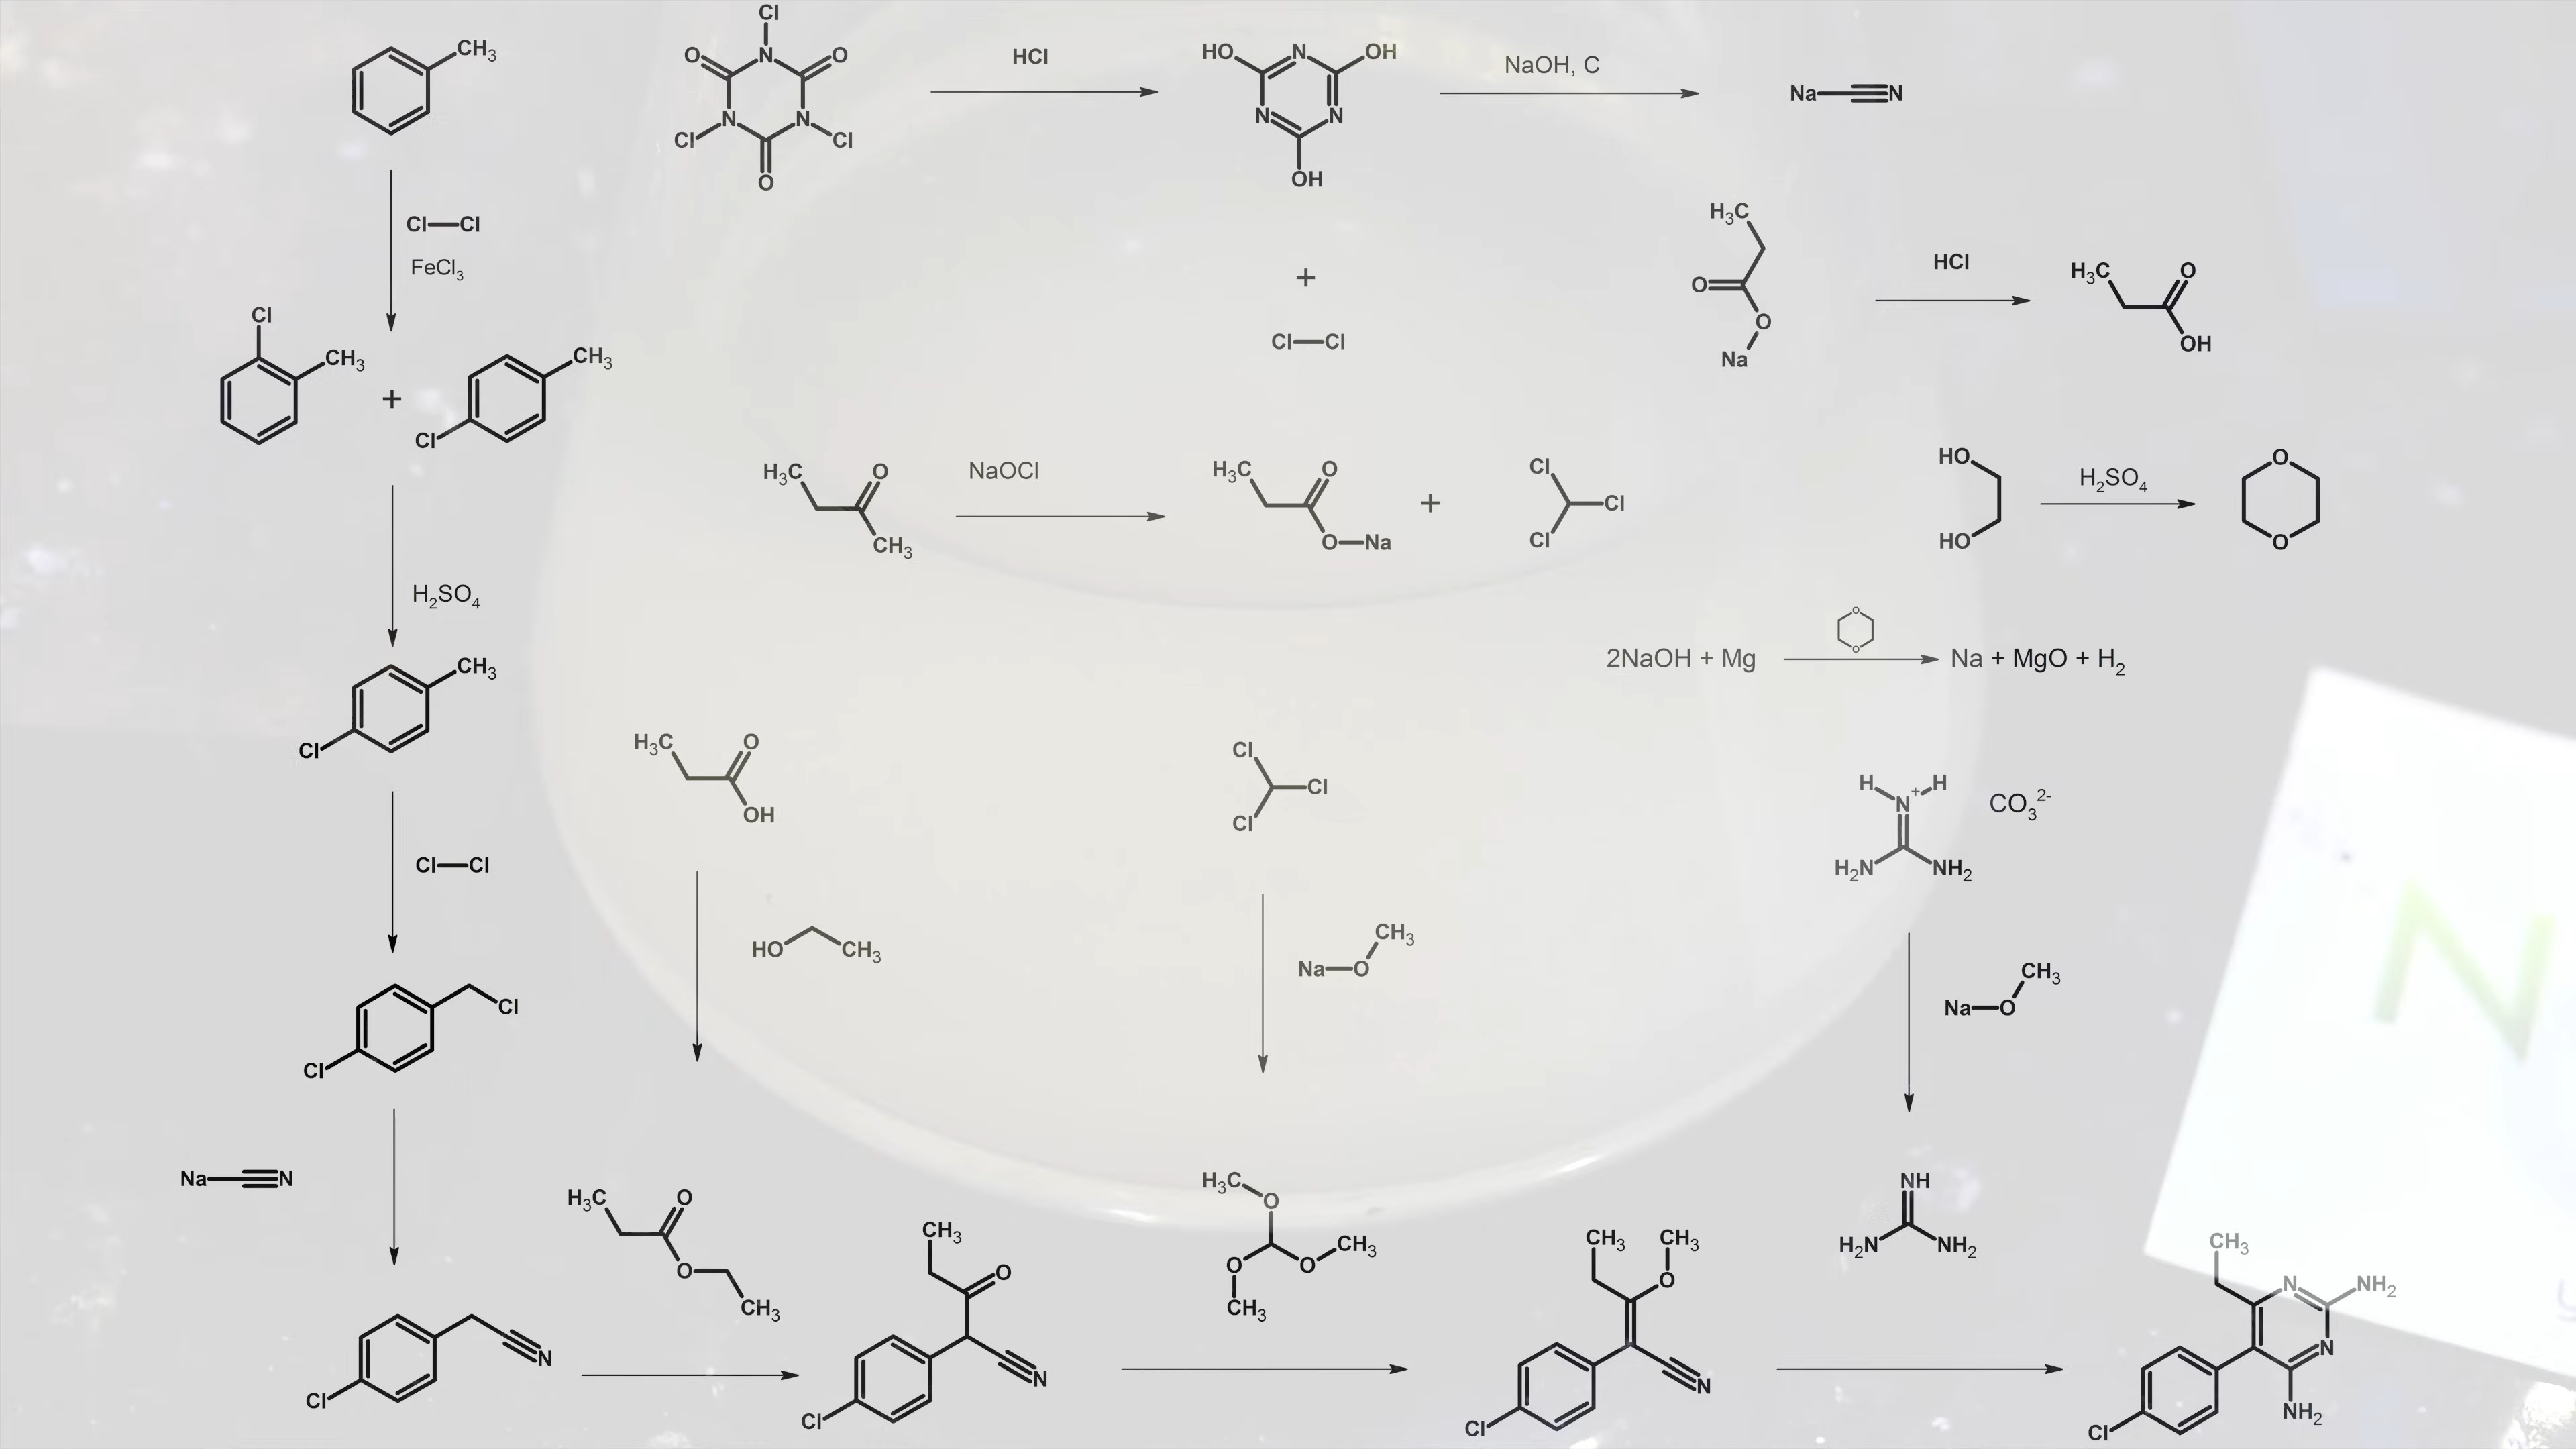 CH3
Cl
O
O
N
N
N
Cl
Cl
O
HCl
HO
N
OH
N
N
OH
NaOH, C
Na
N
Cl
Cl
FeCl3
+
Cl
Cl
H3C
O
O
Na
HCl
H3C
O
OH
Cl
CH3
+
CH3
Cl
H3C
O
CH3
NaOCl
H3C
O
O
Na
+
Cl
Cl
Cl
HO
HO
H2SO4
O
O
H2SO4
2NaOH + Mg
O
O
Na + MgO + H2
CH3
Cl
H3C
O
OH
Cl
Cl
Cl
H
H
N+
H2N
NH2
CO3 2-
Cl
Cl
HO
CH3
Na
O
CH3
Na
O
CH3
Cl
Cl
Na
N
H3C
O
O
CH3
H3C
O
O
O
CH3
CH3
NH
H2N
NH2
N
Cl
CH3
O
N
Cl
CH3
CH3
O
N
Cl
CH3
N
NH2
N
NH2
Cl
N